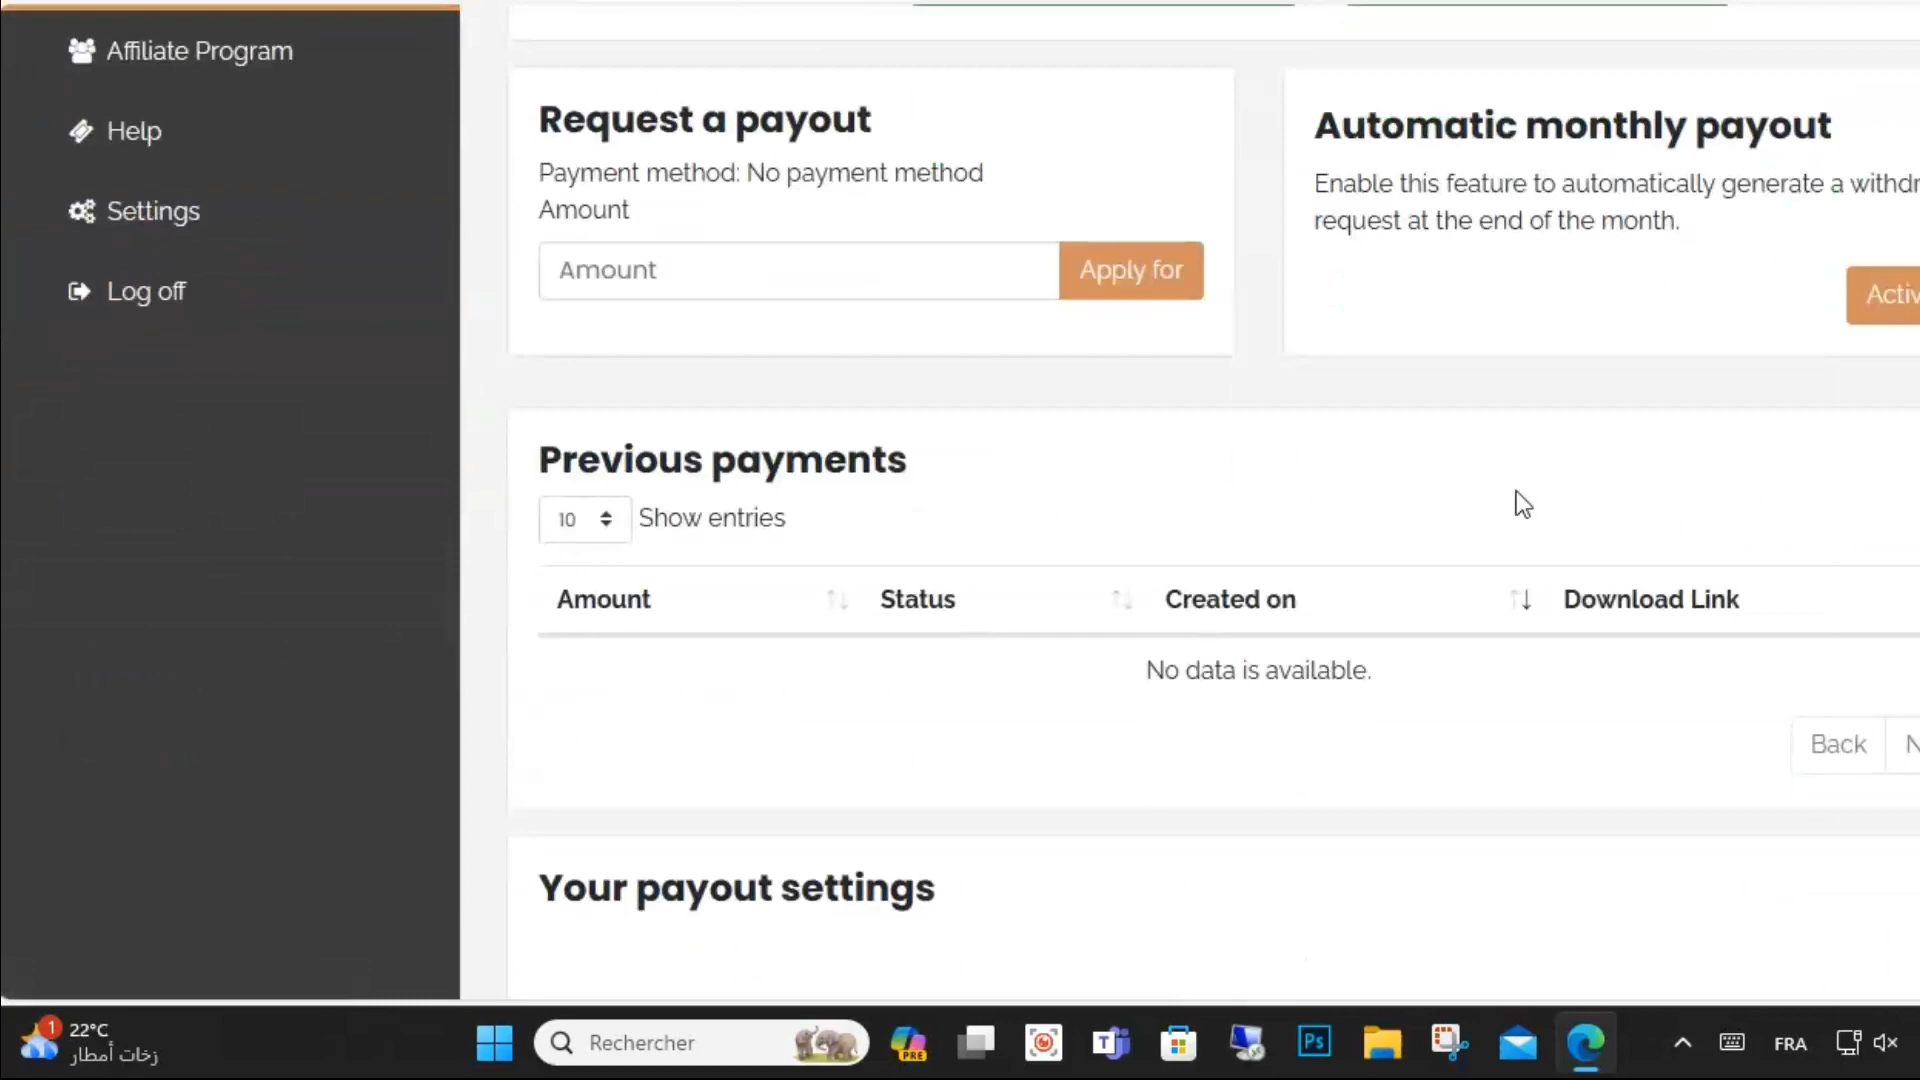 Affiliate Program
Help
Settings
Log off
Request a payout
Payment method: No payment method
Amount
Amount
Apply for
Automatic monthly payout
Enable this feature to automatically generate a withdr
request at the end of the month.
Activ
Previous payments
10 Show entries
Amount Status Created on Download Link
No data is available.
Back N
Your payout settings
1
22°C
زخات أمطار
Rechercher
PRE
T
Ps
FRA